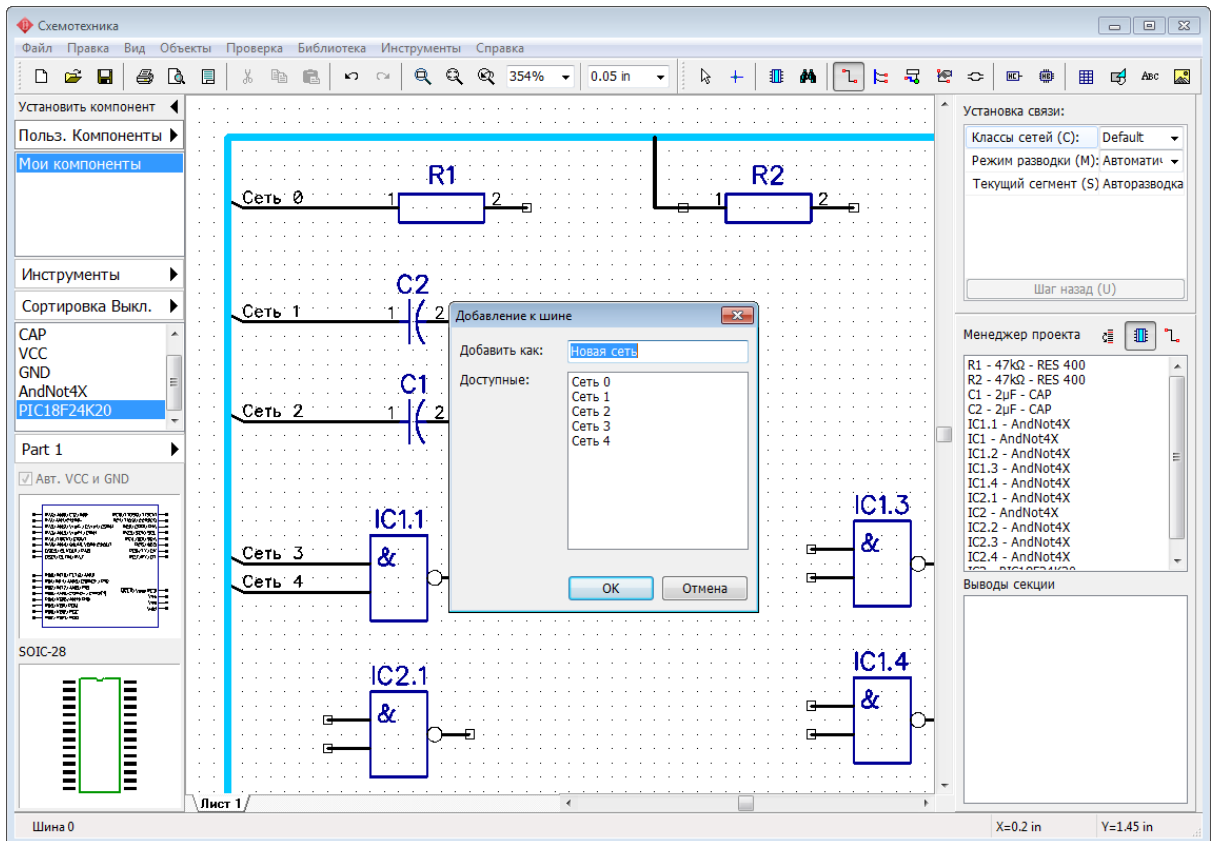 Схемотехника
Файл Правка Вид Объекты Проверка Библиотека Инструменты Справка
354% 0.05 in ABC
Установить компонент
Польз. Компоненты
Мои компоненты
Инструменты
Сортировка Выкл.
CAP
VCC
GND
AndNot4X
PIC18F24K20
Part 1
Авт. VCC и GND
SOIC-28
R1
R2
Сеть 0 1 2
1 2
C2
Сеть 1 1 2
C1
Сеть 2 1 2
IC1.1
&
Сеть 3
Сеть 4
IC1.3
&
IC2.1
&
IC1.4
&
Лист 1
Добавление к шине
Добавить как: Новая сеть
Доступные:
Сеть 0
Сеть 1
Сеть 2
Сеть 3
Сеть 4
OK Отмена
Установка связи:
Классы сетей (C): Default
Режим разводки (M): Автомати
Текущий сегмент (S) Авторазводка
Шаг назад (U)
Менеджер проекта
R1 - 47kΩ - RES 400
R2 - 47kΩ - RES 400
C1 - 2µF - CAP
C2 - 2µF - CAP
IC1.1 - AndNot4X
IC1 - AndNot4X
IC1.2 - AndNot4X
IC1.3 - AndNot4X
IC1.4 - AndNot4X
IC2.1 - AndNot4X
IC2 - AndNot4X
IC2.2 - AndNot4X
IC2.3 - AndNot4X
IC2.4 - AndNot4X
IC3 - PIC18F24K20
Выводы секции
Шина 0
X=0.2 in Y=1.45 in